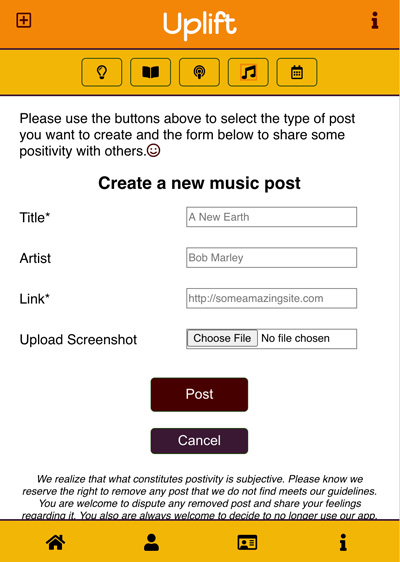 Uplift
Please use the buttons above to select the type of post
you want to create and the form below to share some
positivity with others.
Create a new music post
Title*
A New Earth
Artist
Bob Marley
Link*
http://someamazingsite.com
Upload Screenshot
Choose File No file chosen
Post
Cancel
We realize that what constitutes postivity is subjective. Please know we
reserve the right to remove any post that we do not find meets our guidelines.
You are welcome to dispute any removed post and share your feelings
regarding it. You also are always welcome to decide to no longer use our app.